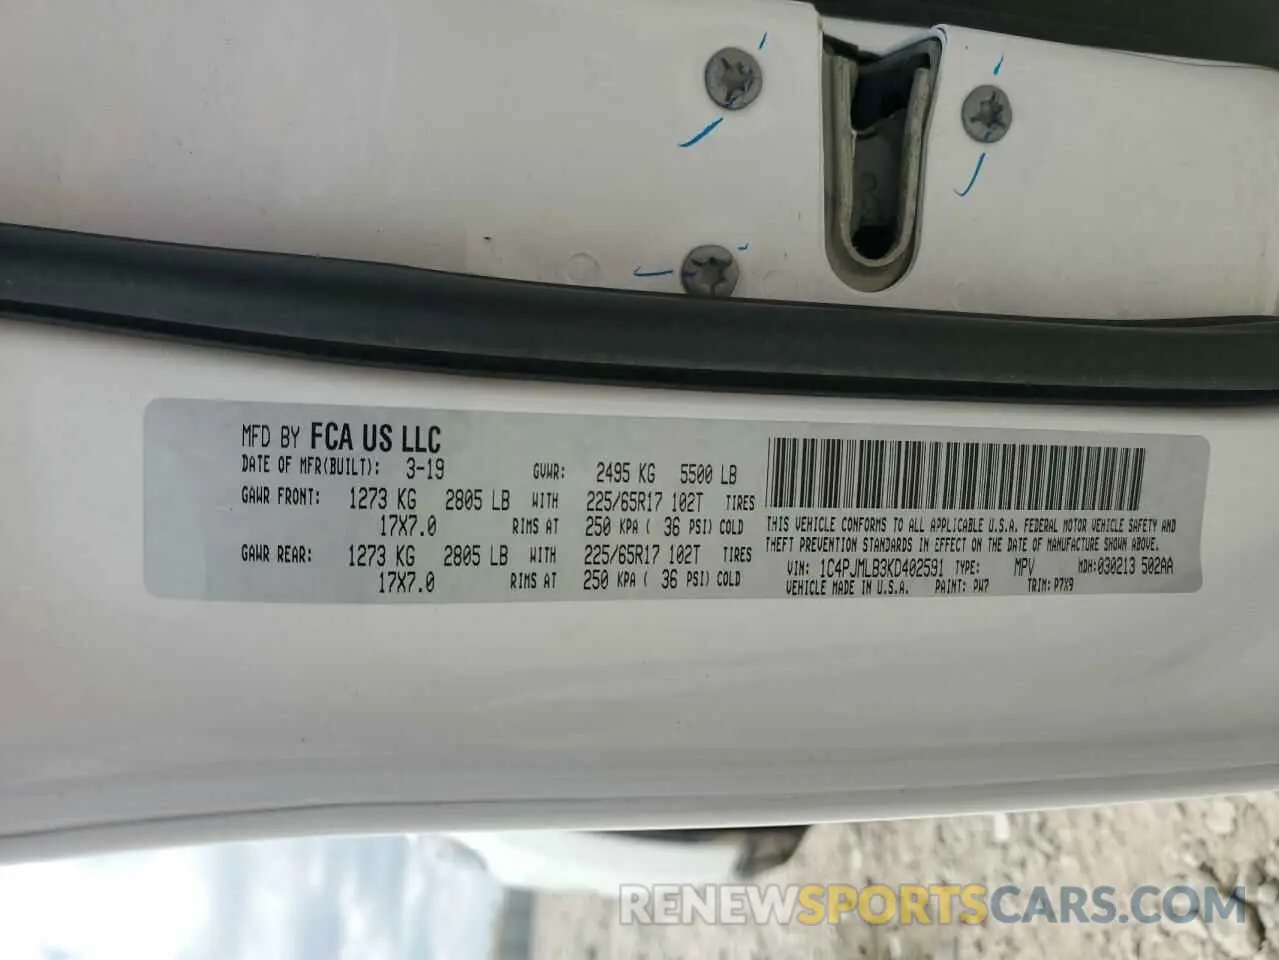 MFD BY FCA US LLC
DATE OF MFR(BUILT): 3-19 GVWR: 2495 KG 5500 LB
GAWR FRONT: 1273 KG 2805 LB WITH 225/65R17 102T TIRES
17X7.0 RIMS AT 250 KPA ( 36 PSI) COLD
GAWR REAR: 1273 KG 2805 LB WITH 225/65R17 102T TIRES
17X7.0 RIMS AT 250 KPA ( 36 PSI) COLD
THIS VEHICLE CONFORMS TO ALL APPLICABLE U.S.A. FEDERAL MOTOR VEHICLE SAFETY AND
THEFT PREVENTION STANDARDS IN EFFECT ON THE DATE OF MANUFACTURE SHOWN ABOVE.
VIN: 1C4PJMLB3KD402591 TYPE: MPV MDH:030213 502AA
VEHICLE MADE IN U.S.A. PAINT: PW7 TRIM: P7X9
RENEWSPORTSCARS.COM